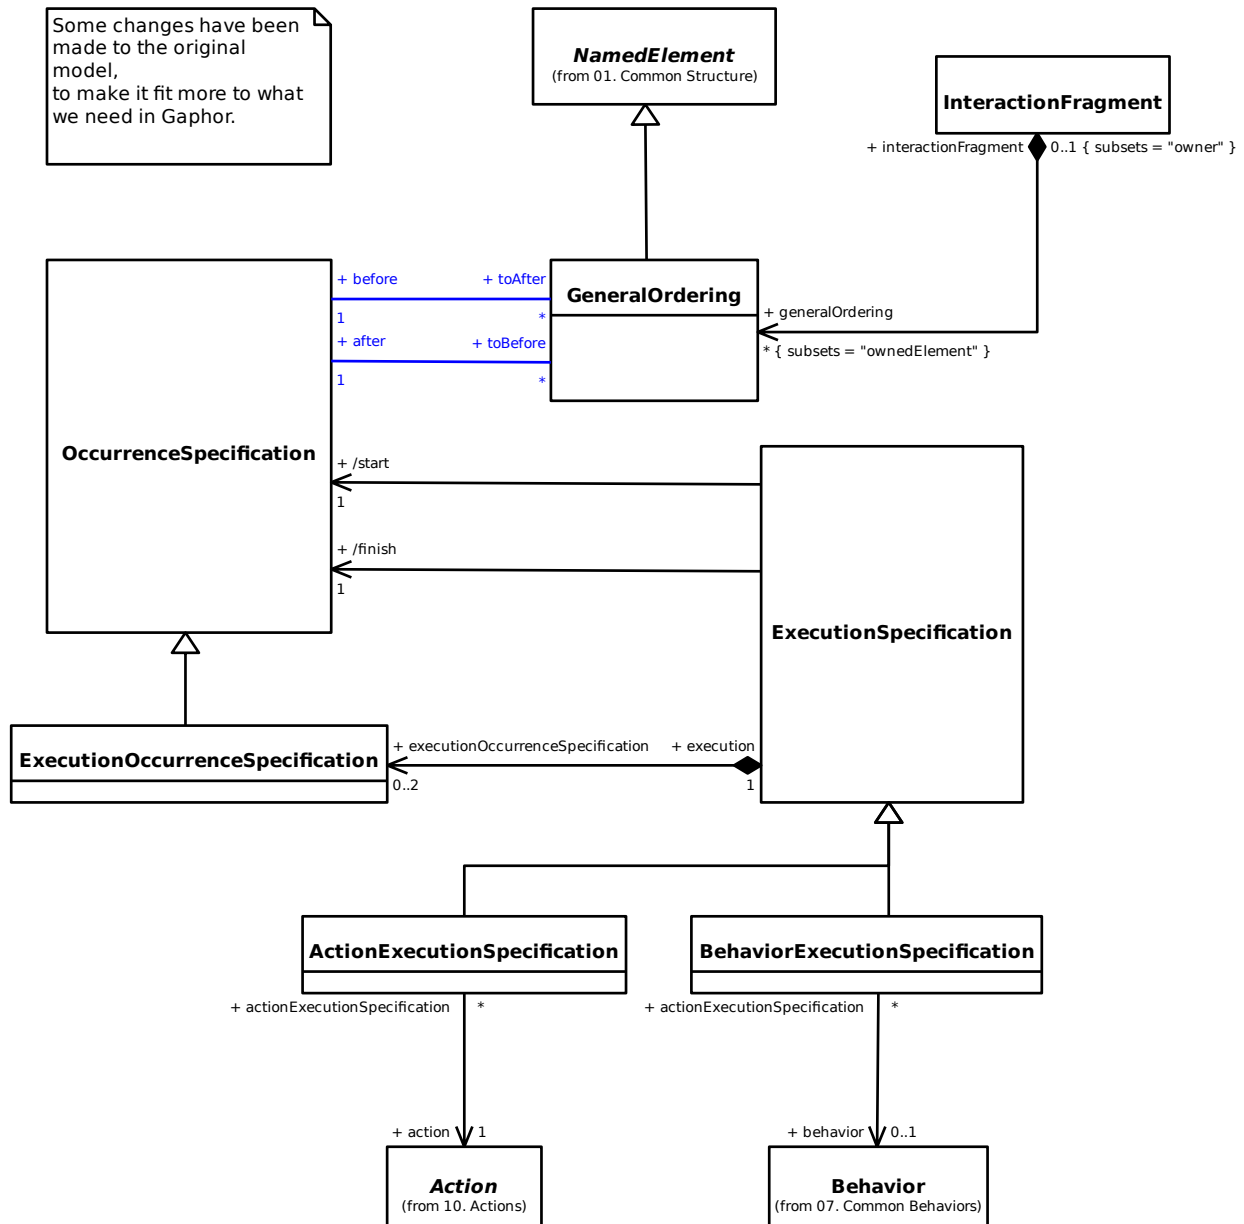 Some changes have been
made to the original
model,
to make it fit more to what
we need in Gaphor.
NamedElement
(from 01. Common Structure)
InteractionFragment
+ interactionFragment
0..1 { subsets = "owner" }
+ before
+ toAfter
1
*
+ after
+ toBefore
1
*
GeneralOrdering
+ generalOrdering
* { subsets = "ownedElement" }
OccurrenceSpecification
+ /start
1
+ /finish
1
ExecutionSpecification
ExecutionOccurrenceSpecification
+ executionOccurrenceSpecification
+ execution
0..2
1
ActionExecutionSpecification
BehaviorExecutionSpecification
+ actionExecutionSpecification
*
+ actionExecutionSpecification
*
+ action
1
+ behavior
0..1
Action
(from 10. Actions)
Behavior
(from 07. Common Behaviors)